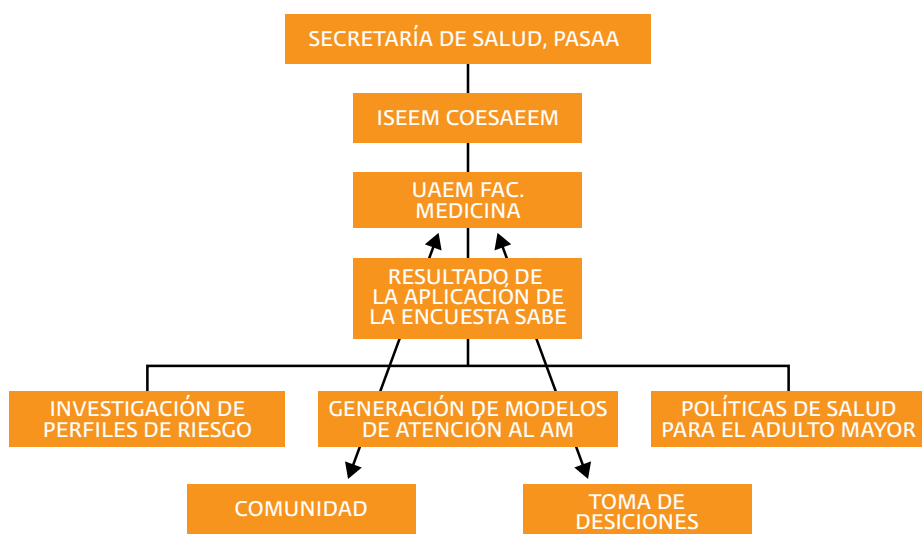 SECRETARÍA DE SALUD, PASAA
ISEEM COESAEEM
UAEM FAC.
MEDICINA
RESULTADO DE
LA APLICACIÓN DE
LA ENCUESTA SABE
INVESTIGACIÓN DE
PERFILES DE RIESGO
GENERACIÓN DE MODELOS
DE ATENCIÓN AL AM
POLÍTICAS DE SALUD
PARA EL ADULTO MAYOR
COMUNIDAD
TOMA DE
DESICIONES